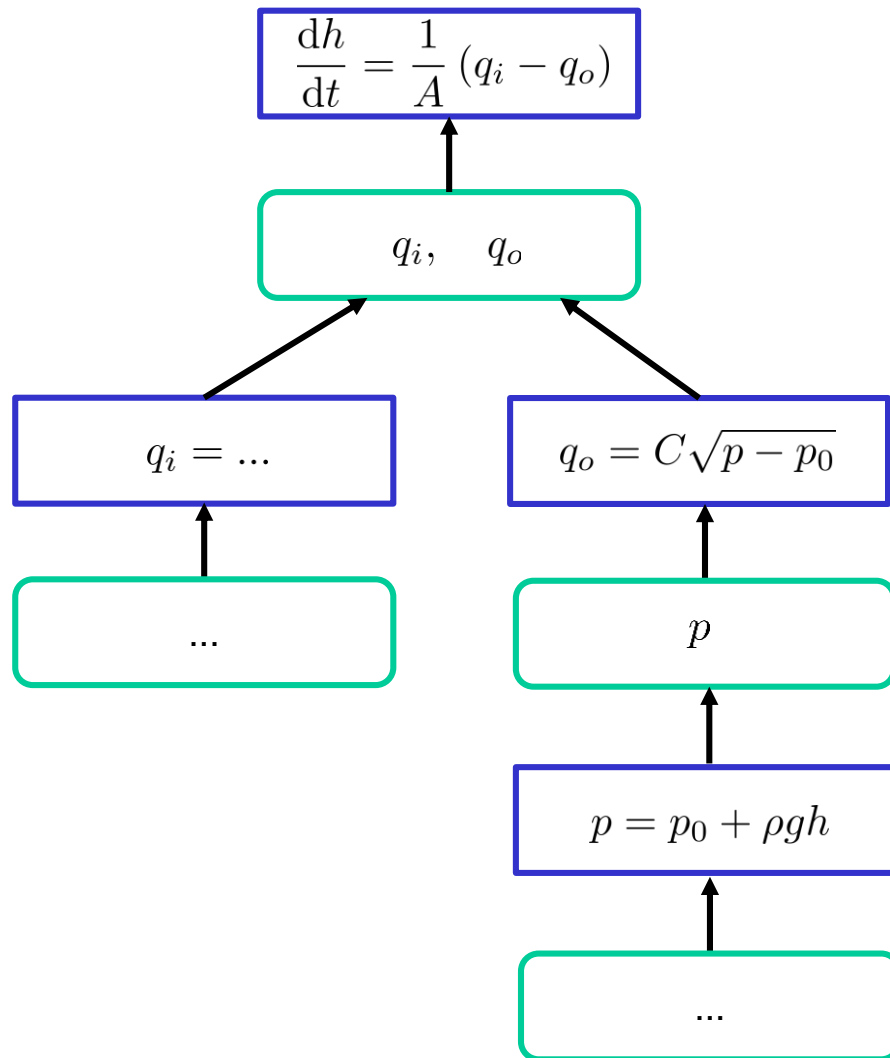 dh/dt = 1/A (q_i − q_o)
q_i, q_o
q_i = ...
q_o = C√(p − p_0)
...
p
p = p_0 + ρgh
...